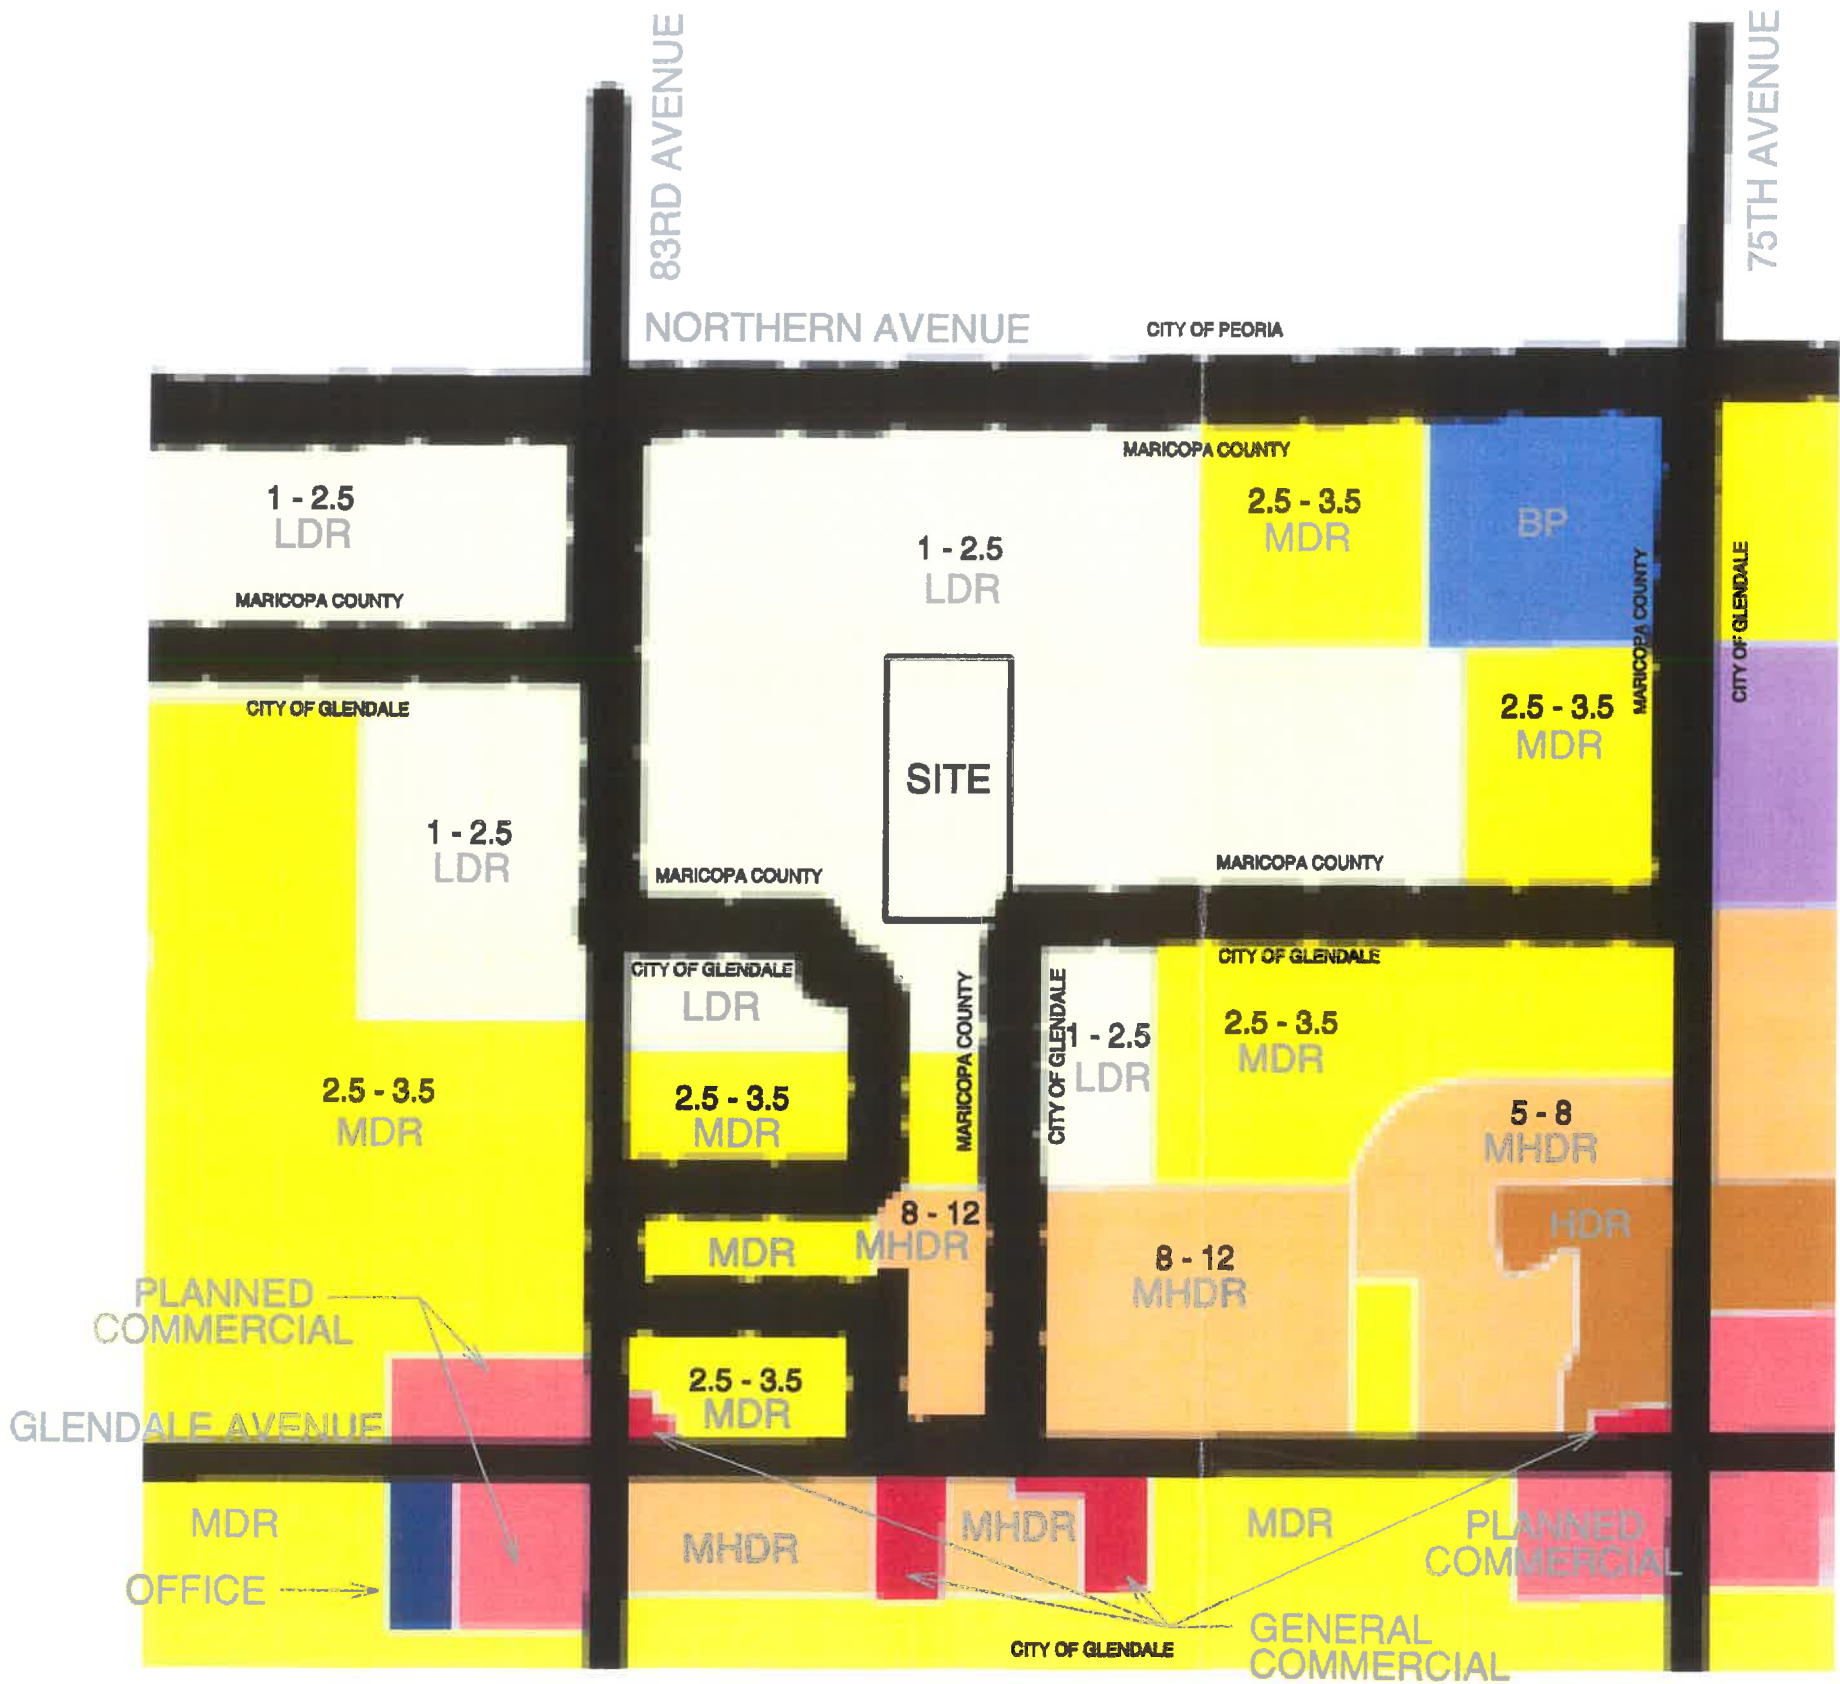 83RD AVENUE
75TH AVENUE
NORTHERN AVENUE
CITY OF PEORIA
MARICOPA COUNTY
1 - 2.5
LDR
MARICOPA COUNTY
1 - 2.5
LDR
2.5 - 3.5
MDR
BP
MARICOPA COUNTY
CITY OF GLENDALE
CITY OF GLENDALE
2.5 - 3.5
MDR
SITE
1 - 2.5
LDR
MARICOPA COUNTY
MARICOPA COUNTY
CITY OF GLENDALE
LDR
MARICOPA COUNTY
CITY OF GLENDALE
1 - 2.5
LDR
CITY OF GLENDALE
2.5 - 3.5
MDR
2.5 - 3.5
MDR
2.5 - 3.5
MDR
5 - 8
MHDR
8 - 12
MHDR
MDR
HDR
8 - 12
MHDR
PLANNED
COMMERCIAL
2.5 - 3.5
MDR
GLENDALE AVENUE
MDR
OFFICE
MHDR
MHDR
MDR
PLANNED
COMMERCIAL
GENERAL
COMMERCIAL
CITY OF GLENDALE